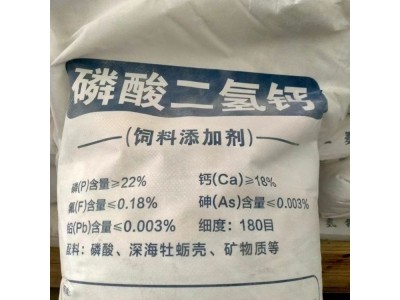 磷酸二氢钙
(饲料添加剂)
磷(P)含量≥22% 钙(Ca)≥18%
氟(F)含量≤0.18% 砷(As)含量≤0.003%
铅(Pb)含量≤0.003% 细度：180目
原料：磷酸、深海牡蛎壳、矿物质等